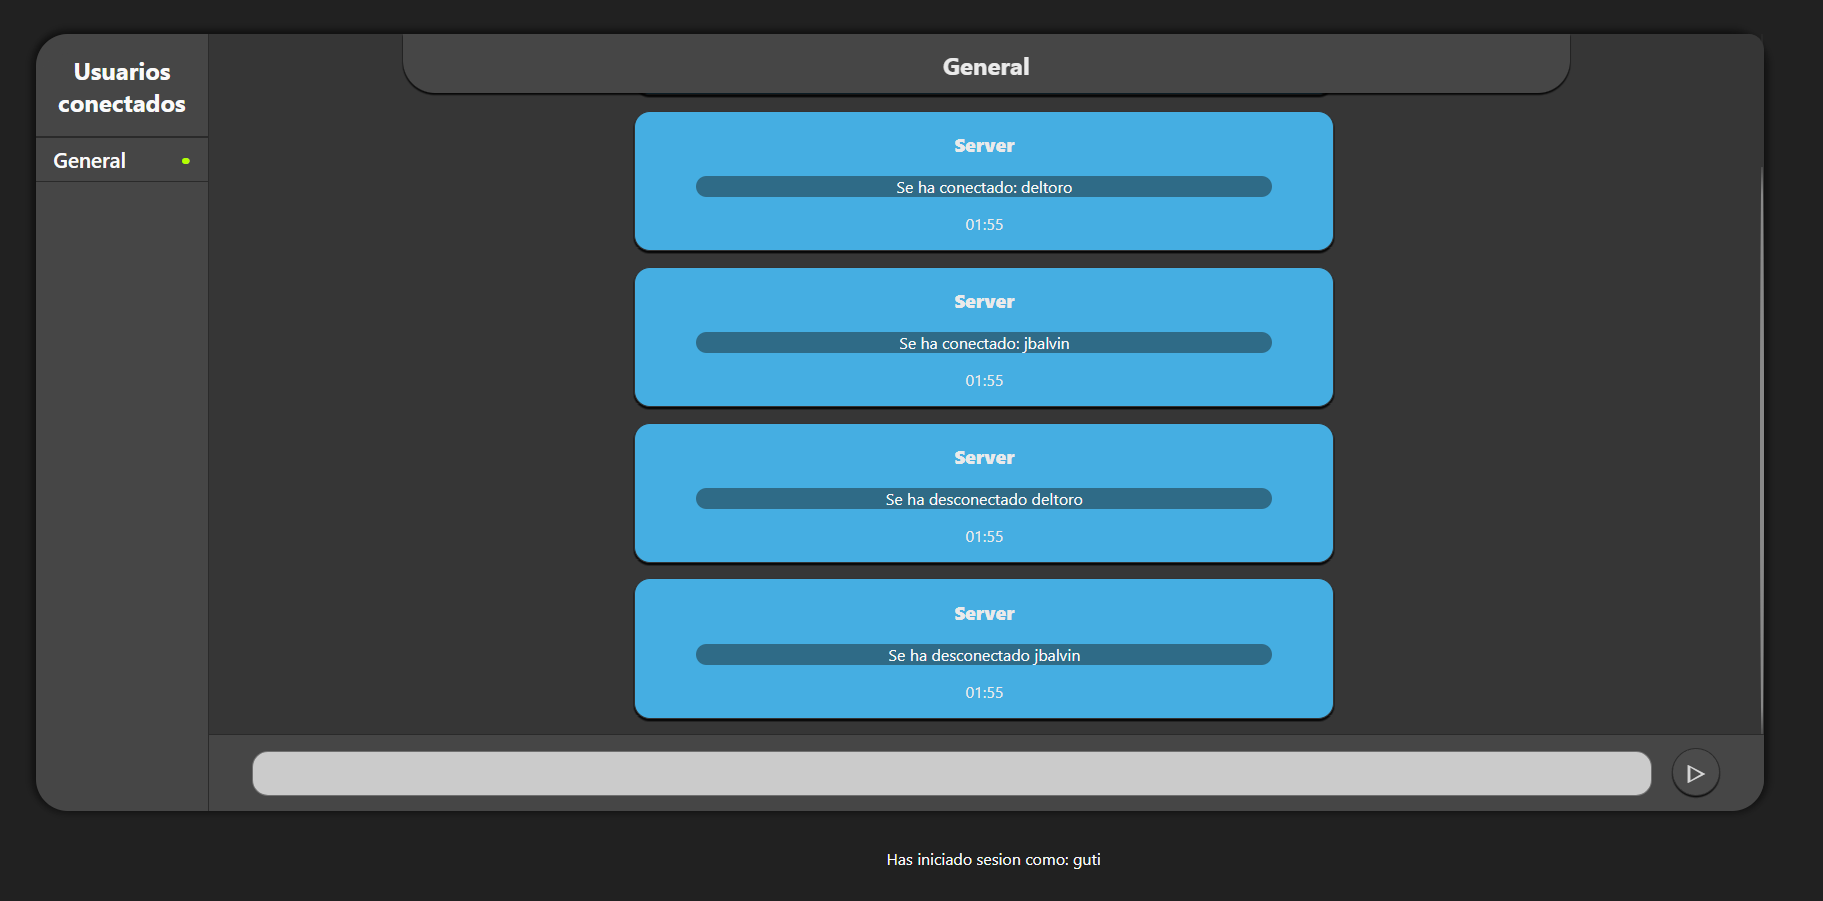 Usuarios
conectados
General
General
Server
Se ha conectado: deltoro
01:55
Server
Se ha conectado: jbalvin
01:55
Server
Se ha desconectado deltoro
01:55
Server
Se ha desconectado jbalvin
01:55
Has iniciado sesion como: guti